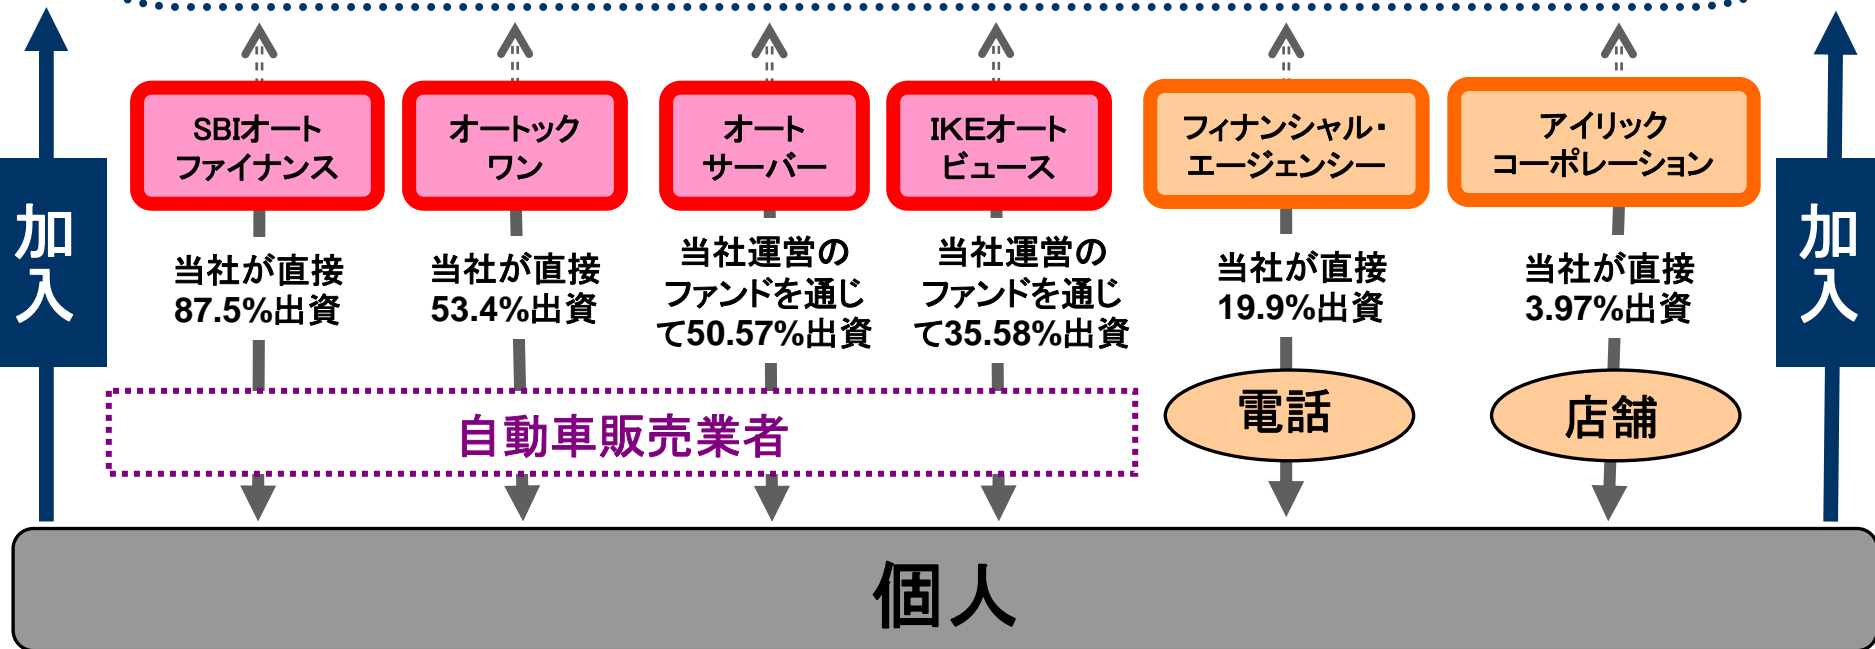 SBIオート
ファイナンス
オートック
ワン
オート
サーバー
IKEオート
ビュース
フィナンシャル・
エージェンシー
アイリック
コーポレーション
加入
当社が直接
87.5%出資
当社が直接
53.4%出資
当社運営の
ファンドを通じ
て50.57%出資
当社運営の
ファンドを通じ
て35.58%出資
当社が直接
19.9%出資
当社が直接
3.97%出資
加入
自動車販売業者
電話
店舗
個人